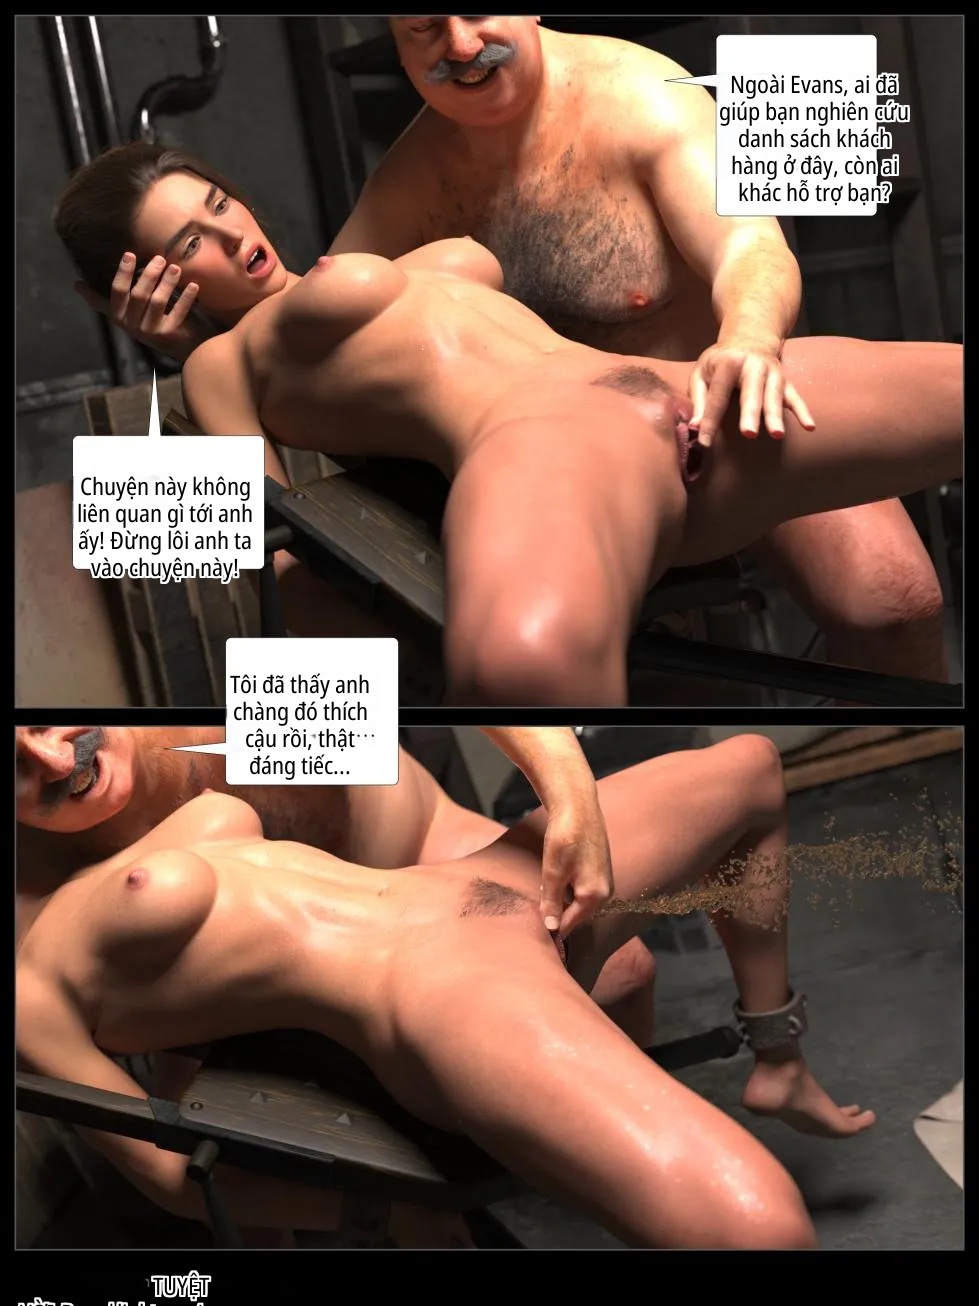 Ngoài Evans, ai đã
giúp bạn nghiên cứu
danh sách khách
hàng ở đây, còn ai
khác hỗ trợ bạn?
Chuyện này không
liên quan gì tới anh
ấy! Đừng lôi anh ta
vào chuyện này!
Tôi đã thấy anh
chàng đó thích
cậu rồi, thật...
đáng tiếc...
TUYỆT